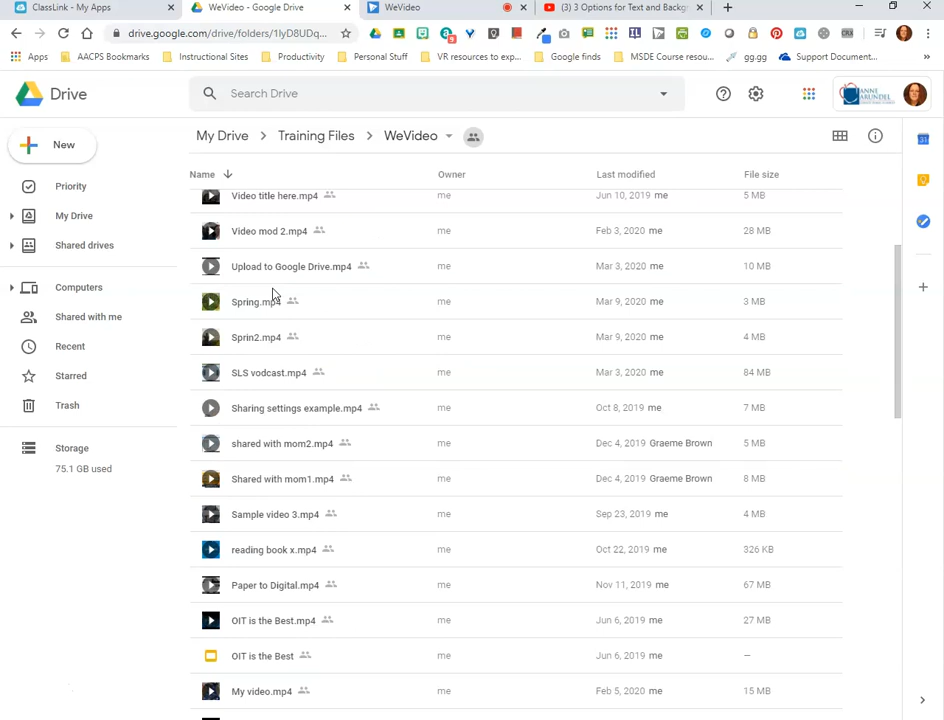 ClassLink - My Apps
WeVideo - Google Drive
WeVideo
(3) 3 Options for Text and Backgr
drive.google.com/drive/folders/1lyD8UDq...
Apps
AACPS Bookmarks
Instructional Sites
Productivity
Personal Stuff
VR resources to exp...
Google finds
MSDE Course resou...
gg.gg
Support Document...
Drive
Search Drive
ANNE ARUNDEL
New
My Drive > Training Files > WeVideo
Priority
My Drive
Shared drives
Computers
Shared with me
Recent
Starred
Trash
Storage
75.1 GB used
Name Owner Last modified File size
Video title here.mp4 me Jun 10, 2019 me 5 MB
Video mod 2.mp4 me Feb 3, 2020 me 28 MB
Upload to Google Drive.mp4 me Mar 3, 2020 me 10 MB
Spring.mp4 me Mar 9, 2020 me 3 MB
Sprin2.mp4 me Mar 9, 2020 me 4 MB
SLS vodcast.mp4 me Mar 3, 2020 me 84 MB
Sharing settings example.mp4 me Oct 8, 2019 me 7 MB
shared with mom2.mp4 me Dec 4, 2019 Graeme Brown 5 MB
Shared with mom1.mp4 me Dec 4, 2019 Graeme Brown 8 MB
Sample video 3.mp4 me Sep 23, 2019 me 4 MB
reading book x.mp4 me Oct 22, 2019 me 326 KB
Paper to Digital.mp4 me Nov 11, 2019 me 67 MB
OIT is the Best.mp4 me Jun 6, 2019 me 27 MB
OIT is the Best me Jun 6, 2019 me —
My video.mp4 me Feb 5, 2020 me 15 MB